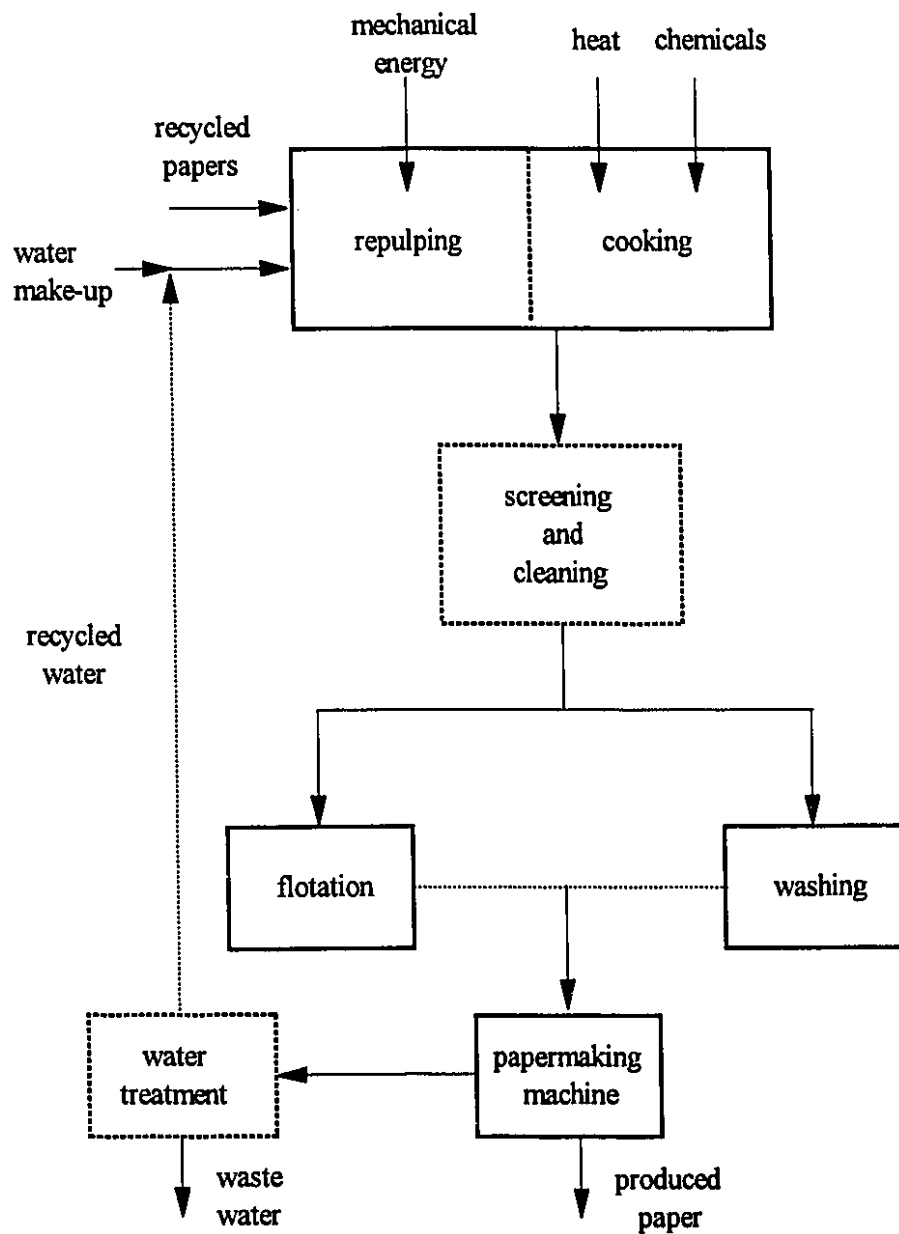 mechanical
energy
heat
chemicals
recycled
papers
water
make-up
repulping
cooking
screening
and
cleaning
recycled
water
flotation
washing
water
treatment
papermaking
machine
waste
water
produced
paper